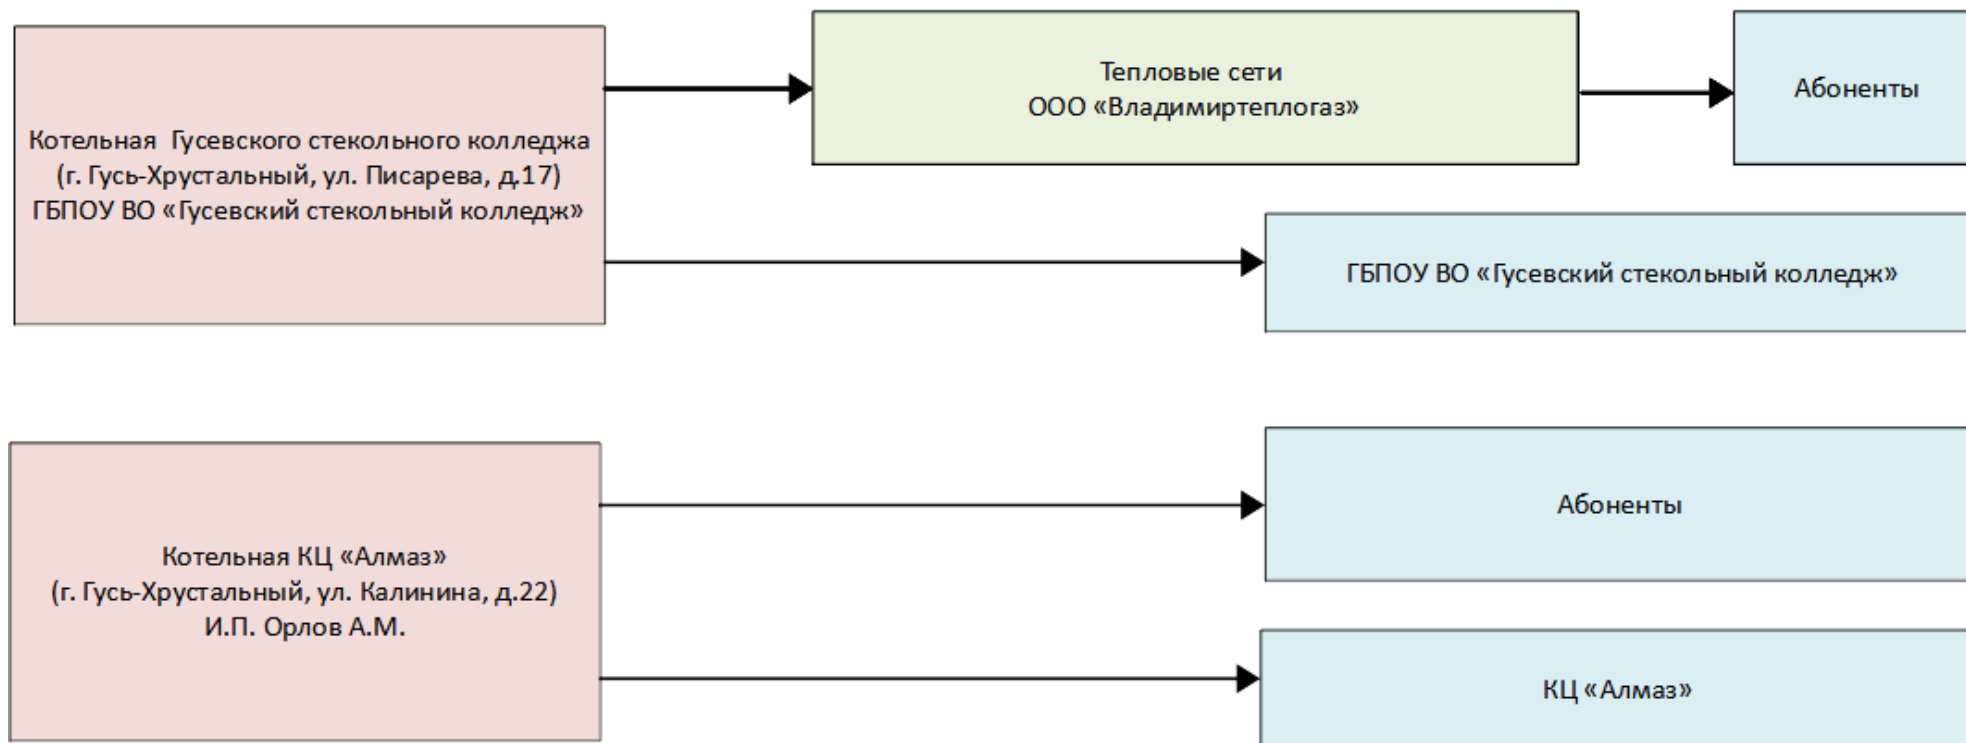 Котельная Гусевского стекольного колледжа
(г. Гусь-Хрустальный, ул. Писарева, д.17)
ГБПОУ ВО «Гусевский стекольный колледж»
Тепловые сети
ООО «Владимиртеплогаз»
Абоненты
ГБПОУ ВО «Гусевский стекольный колледж»
Котельная КЦ «Алмаз»
(г. Гусь-Хрустальный, ул. Калинина, д.22)
И.П. Орлов А.М.
Абоненты
КЦ «Алмаз»